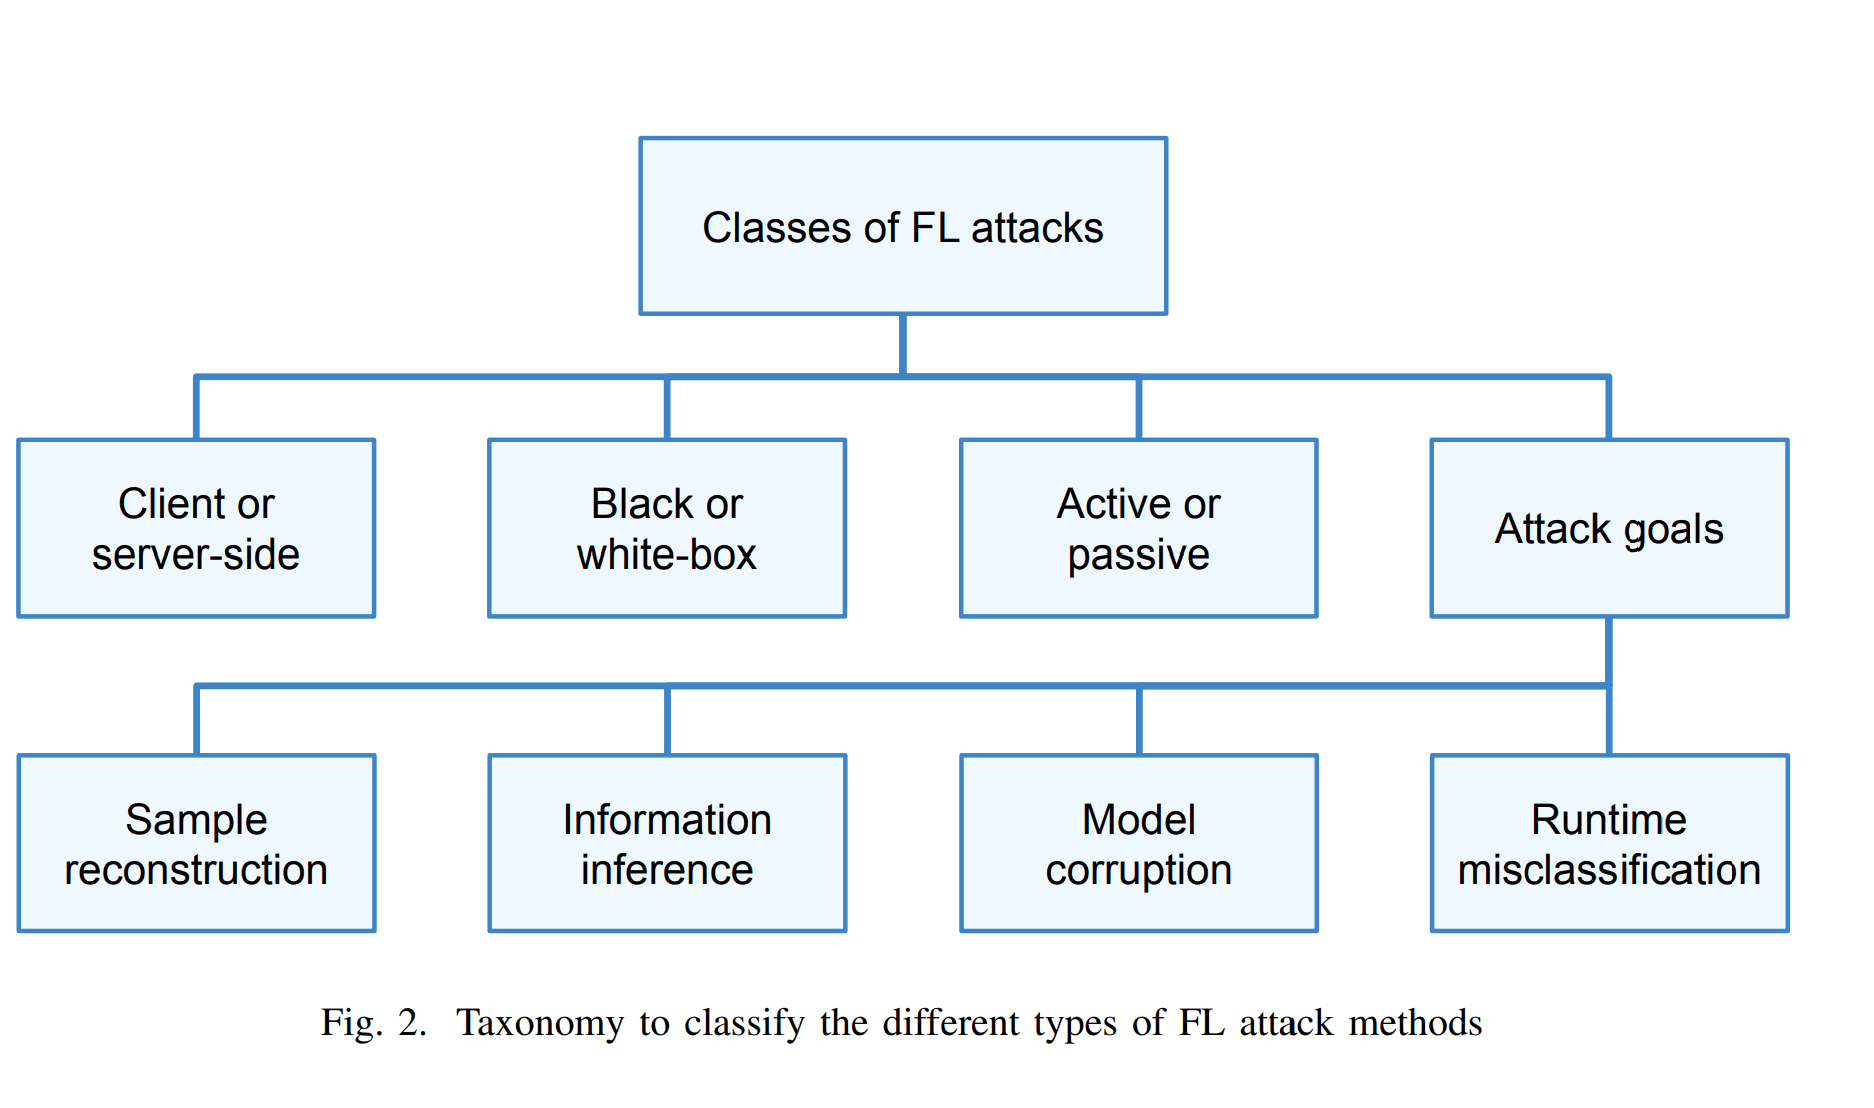 Classes of FL attacks
Client or
server-side
Black or
white-box
Active or
passive
Attack goals
Sample
reconstruction
Information
inference
Model
corruption
Runtime
misclassification
Fig. 2. Taxonomy to classify the different types of FL attack methods